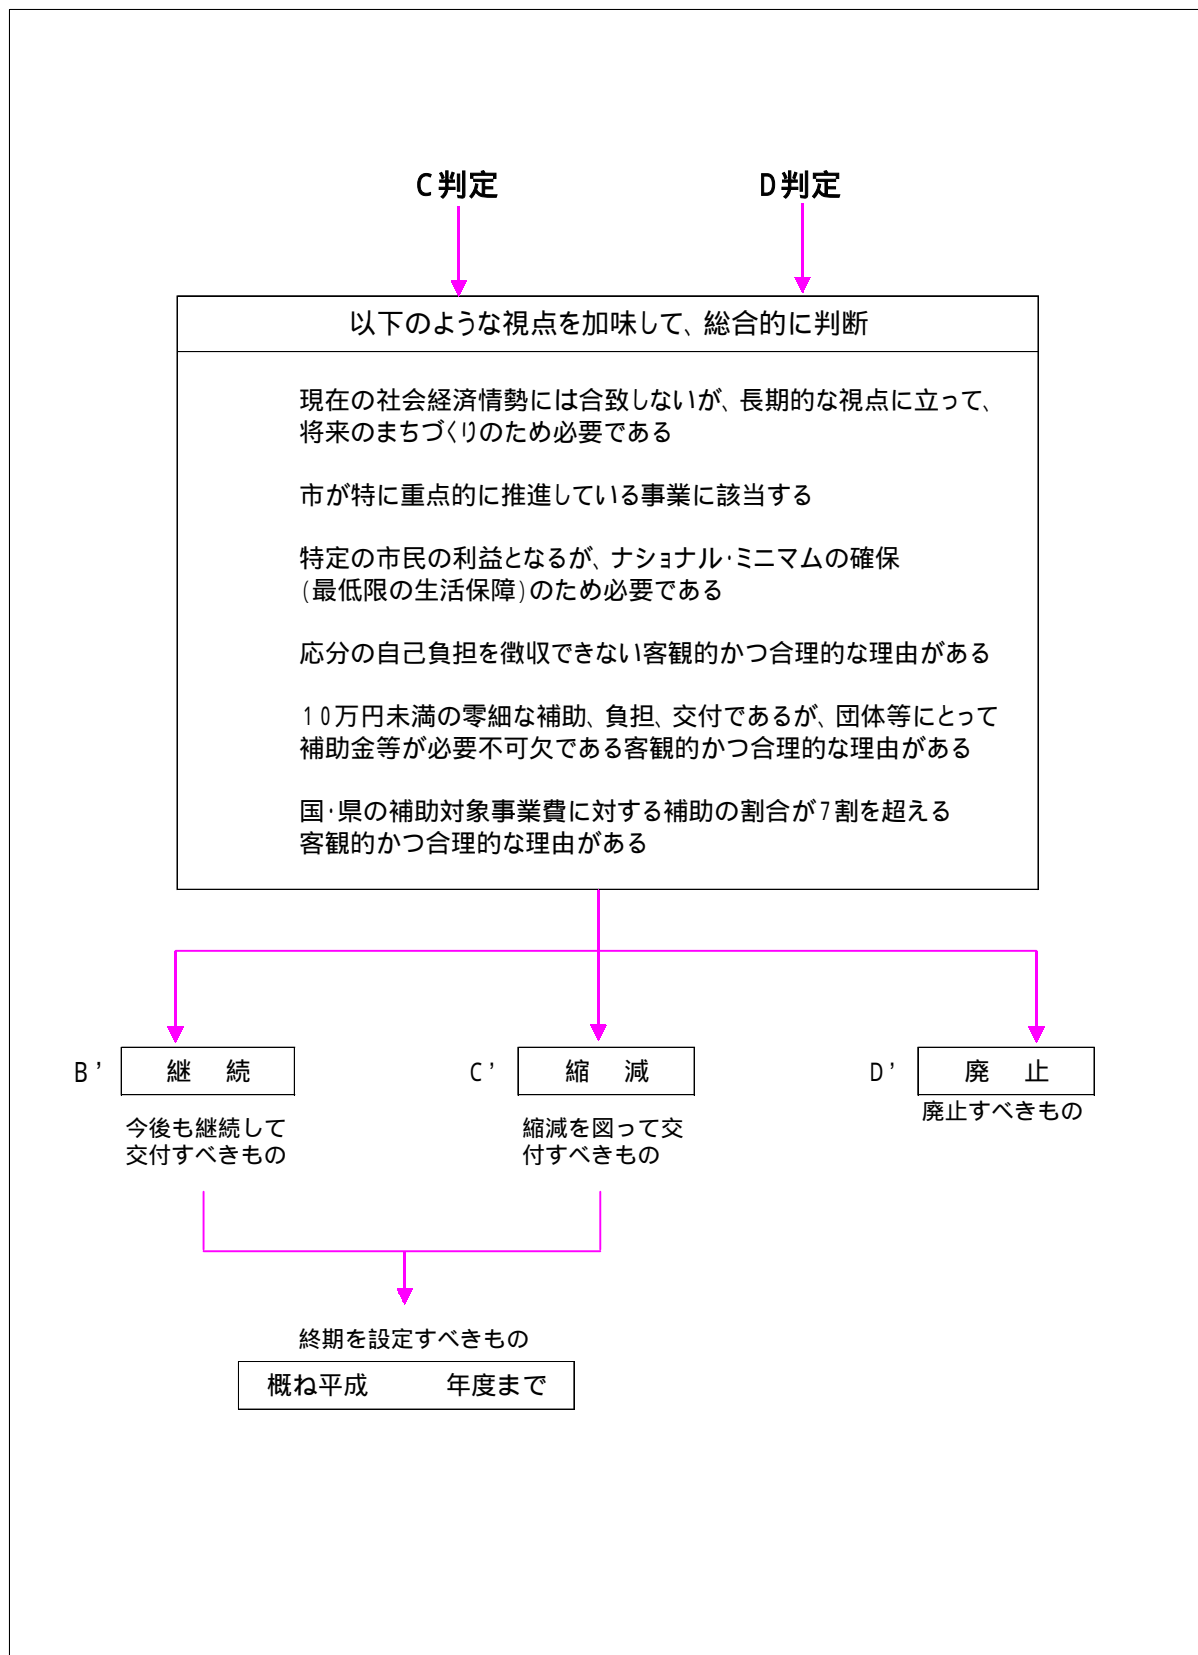 C判定
D判定
以下のような視点を加味して、総合的に判断
現在の社会経済情勢には合致しないが、長期的な視点に立って、
将来のまちづくりのため必要である
市が特に重点的に推進している事業に該当する
特定の市民の利益となるが、ナショナル・ミニマムの確保
(最低限の生活保障)のため必要である
応分の自己負担を徴収できない客観的かつ合理的な理由がある
10万円未満の零細な補助、負担、交付であるが、団体等にとって
補助金等が必要不可欠である客観的かつ合理的な理由がある
国・県の補助対象事業費に対する補助の割合が7割を超える
客観的かつ合理的な理由がある
B’ 継 続
C’ 縮 減
D’ 廃 止
今後も継続して
交付すべきもの
縮減を図って交
付すべきもの
廃止すべきもの
終期を設定すべきもの
概ね平成　　　年度まで